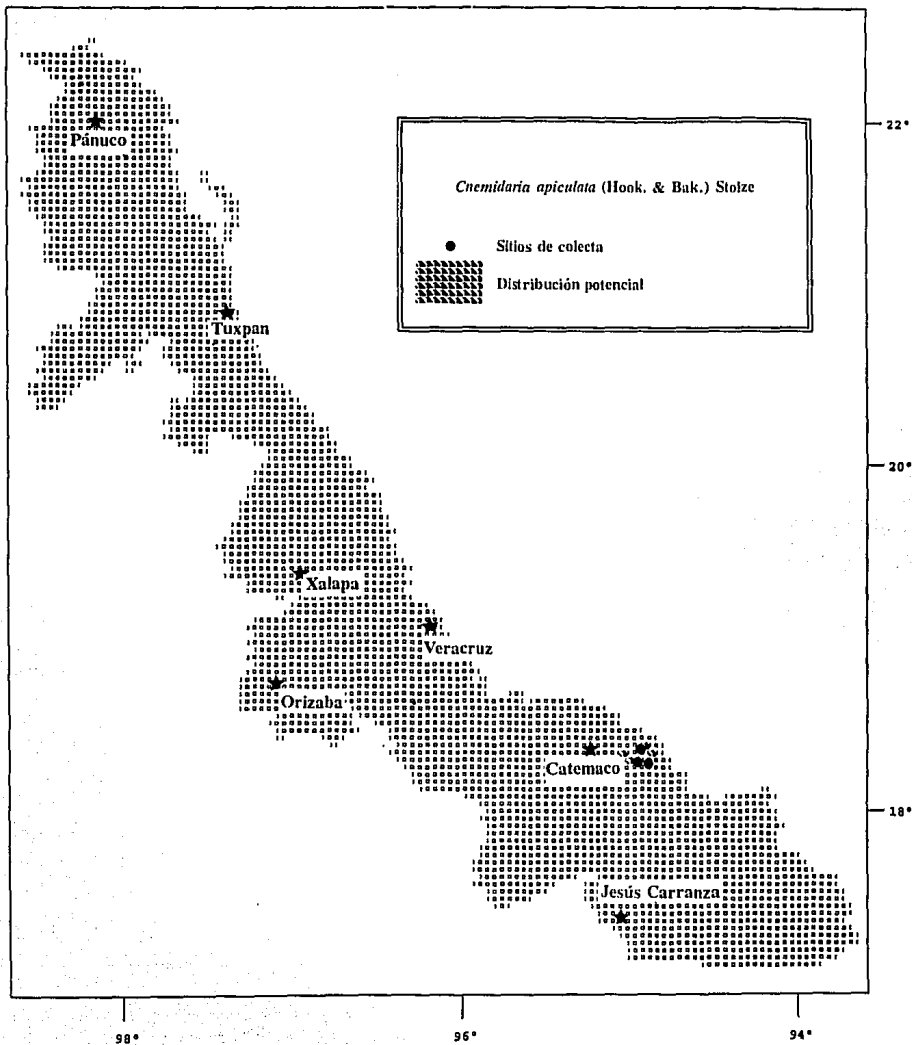 22°
Pánuco
Cnemidaria apiculata (Hook. & Bak.) Stolze
Sitios de colecta
Distribución potencial
Tuxpan
20°
Xalapa
Veracruz
Orizaba
Catemaco
18°
Jesús Carranza
98°
96°
94°